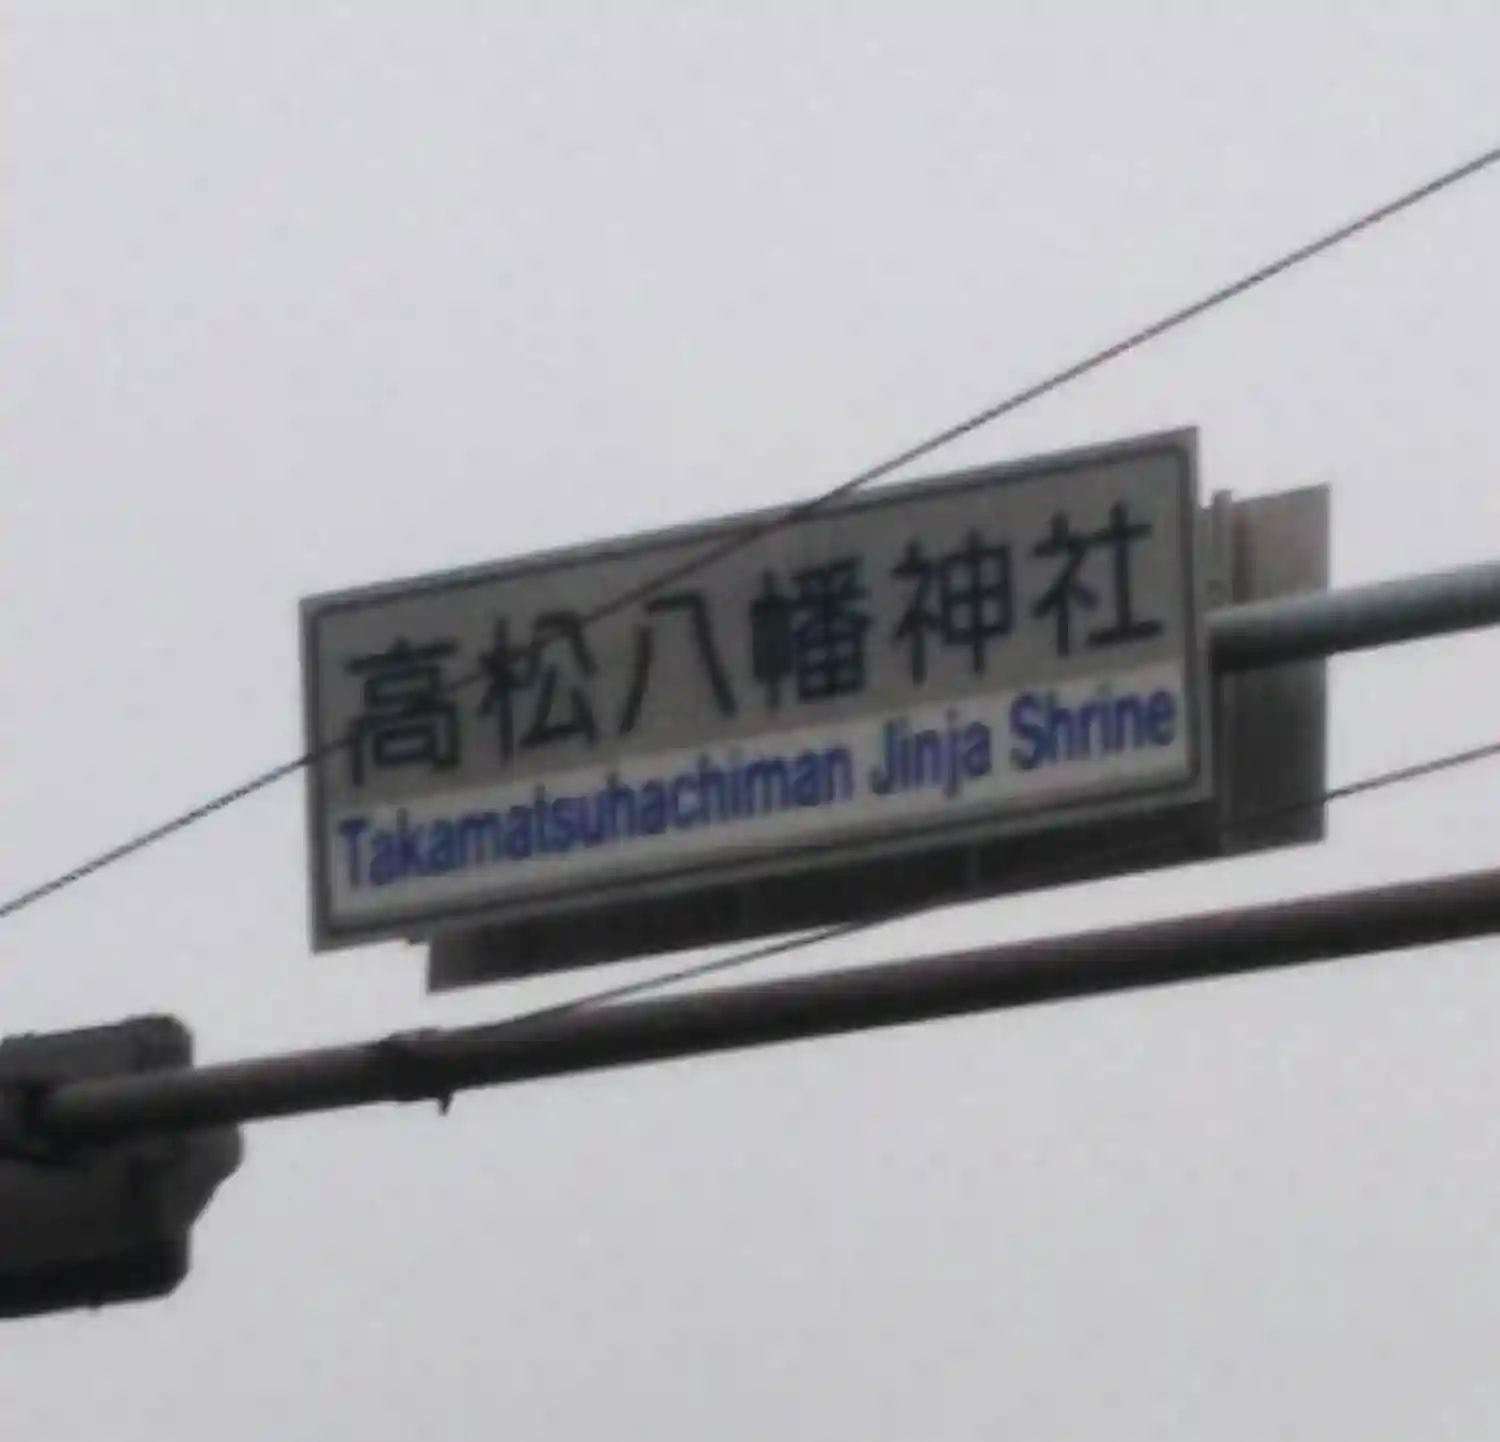 高松八幡神社
Takamatsuhachiman Jinja Shrine